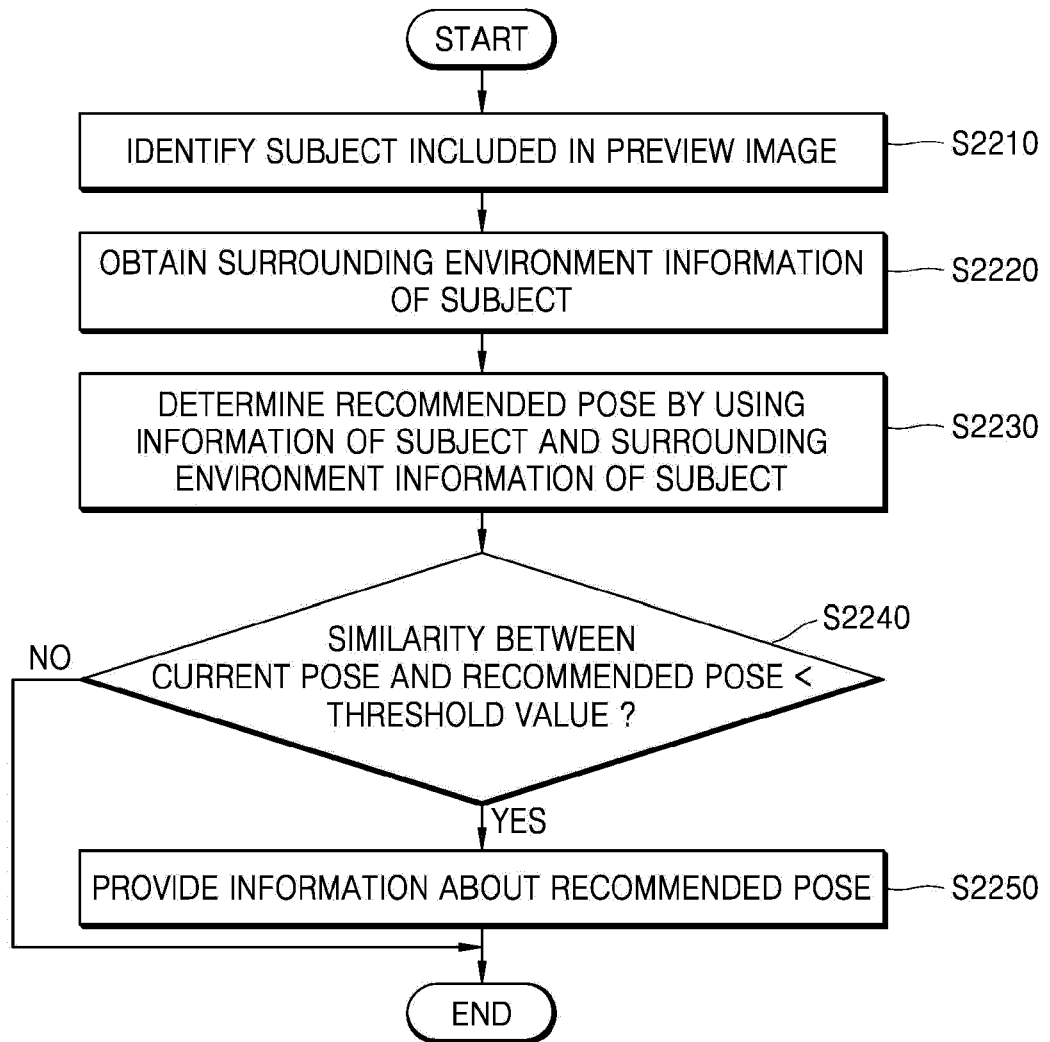 START
IDENTIFY SUBJECT INCLUDED IN PREVIEW IMAGE
S2210
OBTAIN SURROUNDING ENVIRONMENT INFORMATION
OF SUBJECT
S2220
DETERMINE RECOMMENDED POSE BY USING
INFORMATION OF SUBJECT AND SURROUNDING
ENVIRONMENT INFORMATION OF SUBJECT
S2230
SIMILARITY BETWEEN
CURRENT POSE AND RECOMMENDED POSE <
THRESHOLD VALUE ?
S2240
NO
YES
PROVIDE INFORMATION ABOUT RECOMMENDED POSE
S2250
END